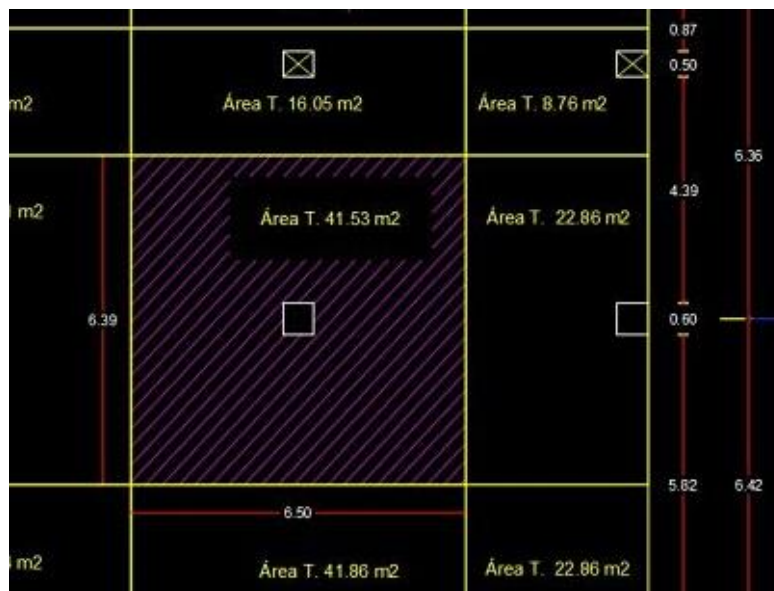 0.87
0.50
m2
Área T. 16.05 m2
Área T. 8.76 m2
6.36
4.39
m2
Área T. 41.53 m2
Área T. 22.86 m2
6.39
0.60
5.82
6.42
6.50
m2
Área T. 41.86 m2
Área T. 22.86 m2